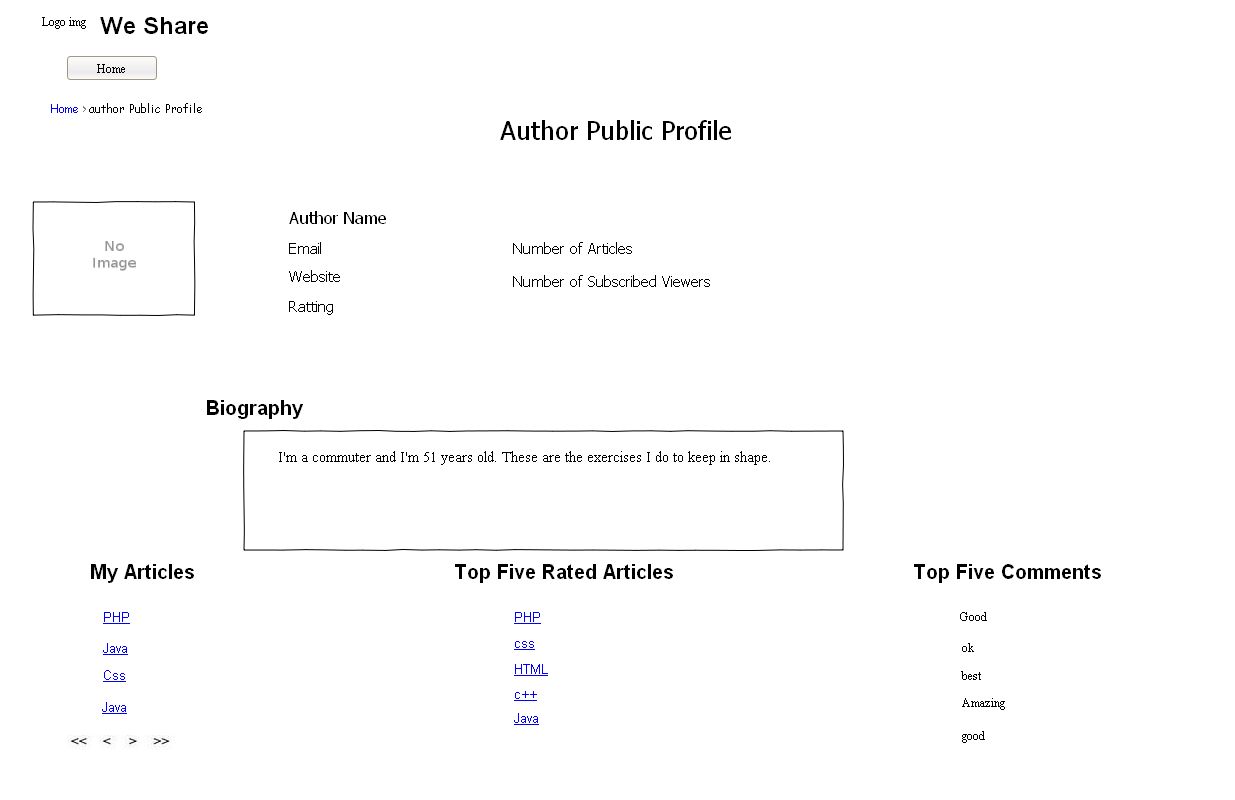 Logo img We Share
Home
Home > author Public Profile
Author Public Profile
No
Image
Author Name
Email
Website
Ratting
Number of Articles
Number of Subscribed Viewers
Biography
I'm a commuter and I'm 51 years old. These are the exercises I do to keep in shape.
My Articles
PHP
Java
Css
Java
<< < > >>
Top Five Rated Articles
PHP
css
HTML
c++
Java
Top Five Comments
Good
ok
best
Amazing
good